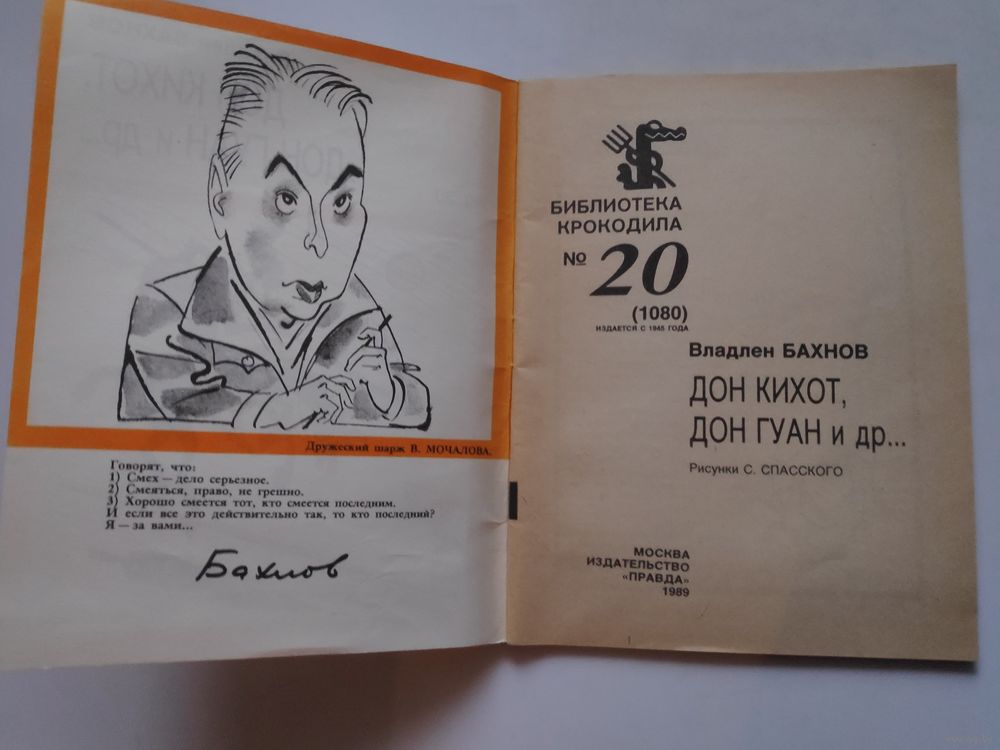 Дружеский шарж В. МОЧАЛОВА.
Говорят, что:
1) Смех — дело серьезное.
2) Смеяться, право, не грешно.
3) Хорошо смеется тот, кто смеется последним.
И если все это действительно так, то кто последний?
Я — за вами...
Бахнов
БИБЛИОТЕКА
КРОКОДИЛА
№ 20
(1080)
ИЗДАЕТСЯ С 1945 ГОДА
Владлен БАХНОВ
ДОН КИХОТ,
ДОН ГУАН и др...
Рисунки С. СПАССКОГО
МОСКВА
ИЗДАТЕЛЬСТВО
«ПРАВДА»
1989